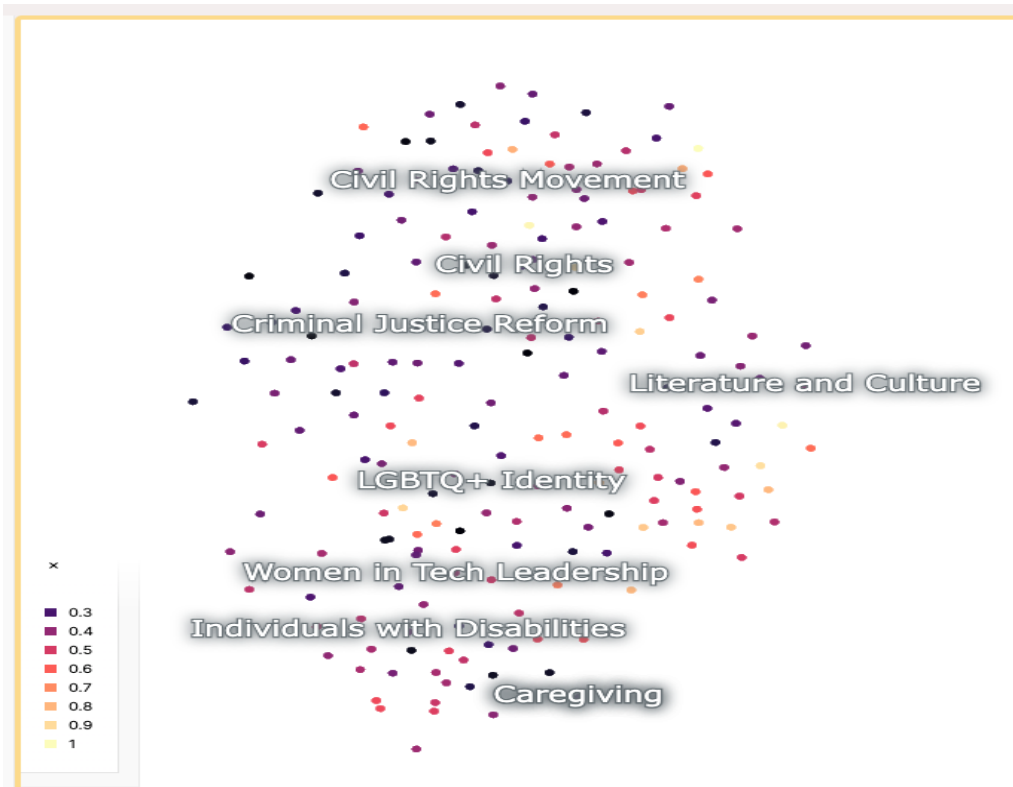 Civil Rights Movement
Civil Rights
Criminal Justice Reform
Literature and Culture
LGBTQ+ Identity
Women in Tech Leadership
Individuals with Disabilities
Caregiving
×
0.3
0.4
0.5
0.6
0.7
0.8
0.9
1